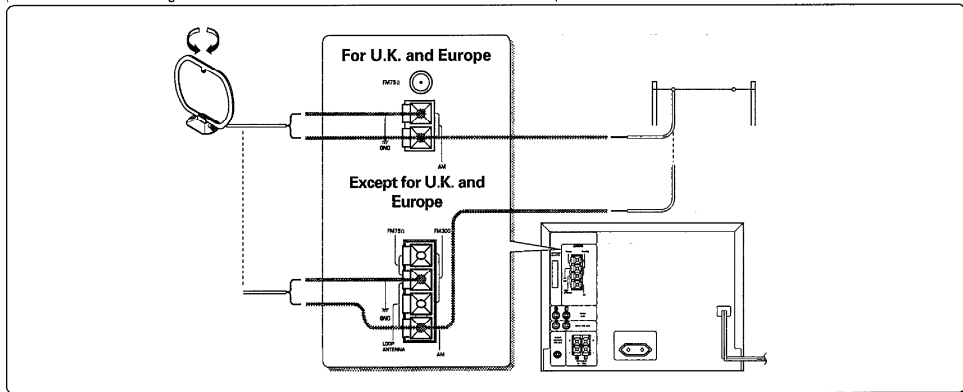 For U.K. and Europe
FM75Ω
GND
AM
Except for U.K. and
Europe
FM75Ω
FM300
GND
LOOP
ANTENNA
AM